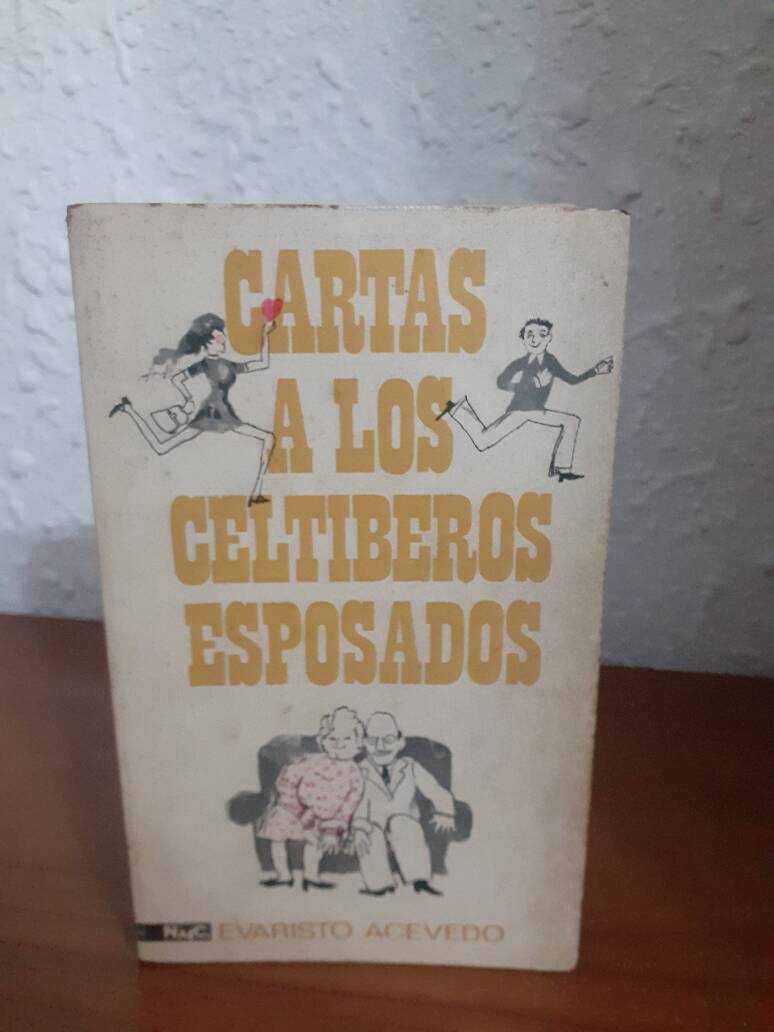 CARTAS
A LOS
CELTIBEROS
ESPOSADOS
EVARISTO ACEVEDO